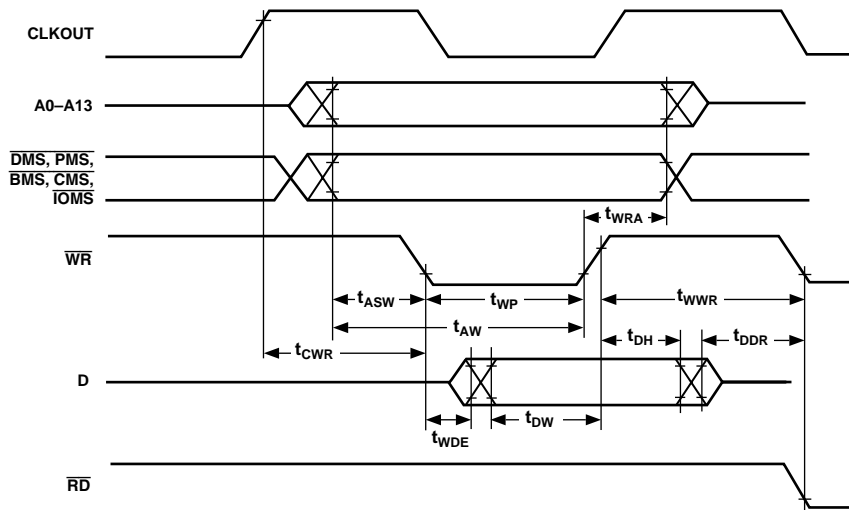 CLKOUT
A0–A13
DMS, PMS,
BMS, CMS,
IOMS
tWRA
WR
tASW
tWP
tWWR
tAW
tCWR
tDH
tDDR
D
tWDE
tDW
RD